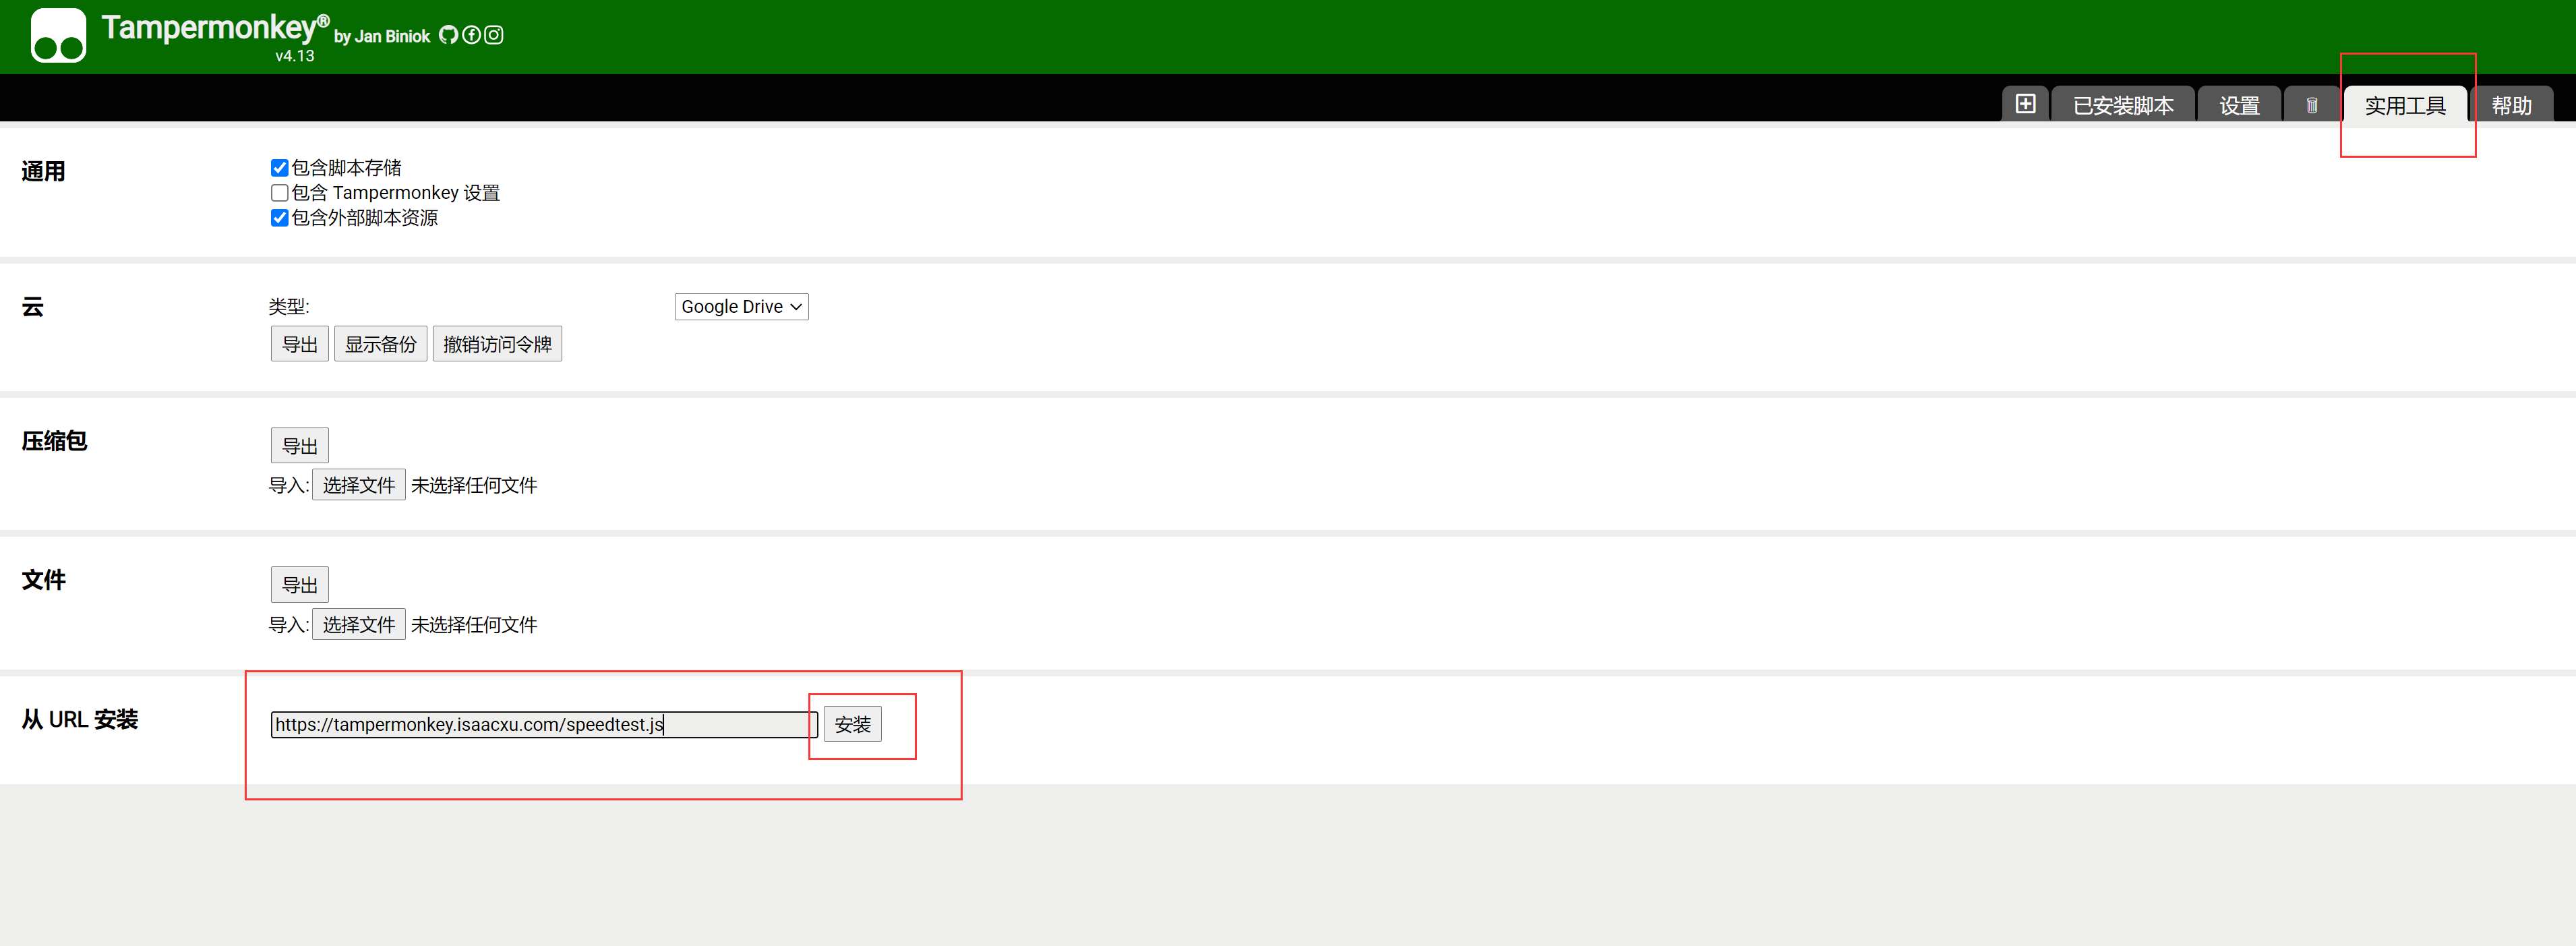 Tampermonkey® by Jan Biniok
v4.13
已安装脚本 设置 实用工具 帮助
通用
包含脚本存储
包含 Tampermonkey 设置
包含外部脚本资源
云
类型: Google Drive
导出 显示备份 撤销访问令牌
压缩包
导出
导入: 选择文件 未选择任何文件
文件
导出
导入: 选择文件 未选择任何文件
从 URL 安装
https://tampermonkey.isaacxu.com/speedtest.js 安装